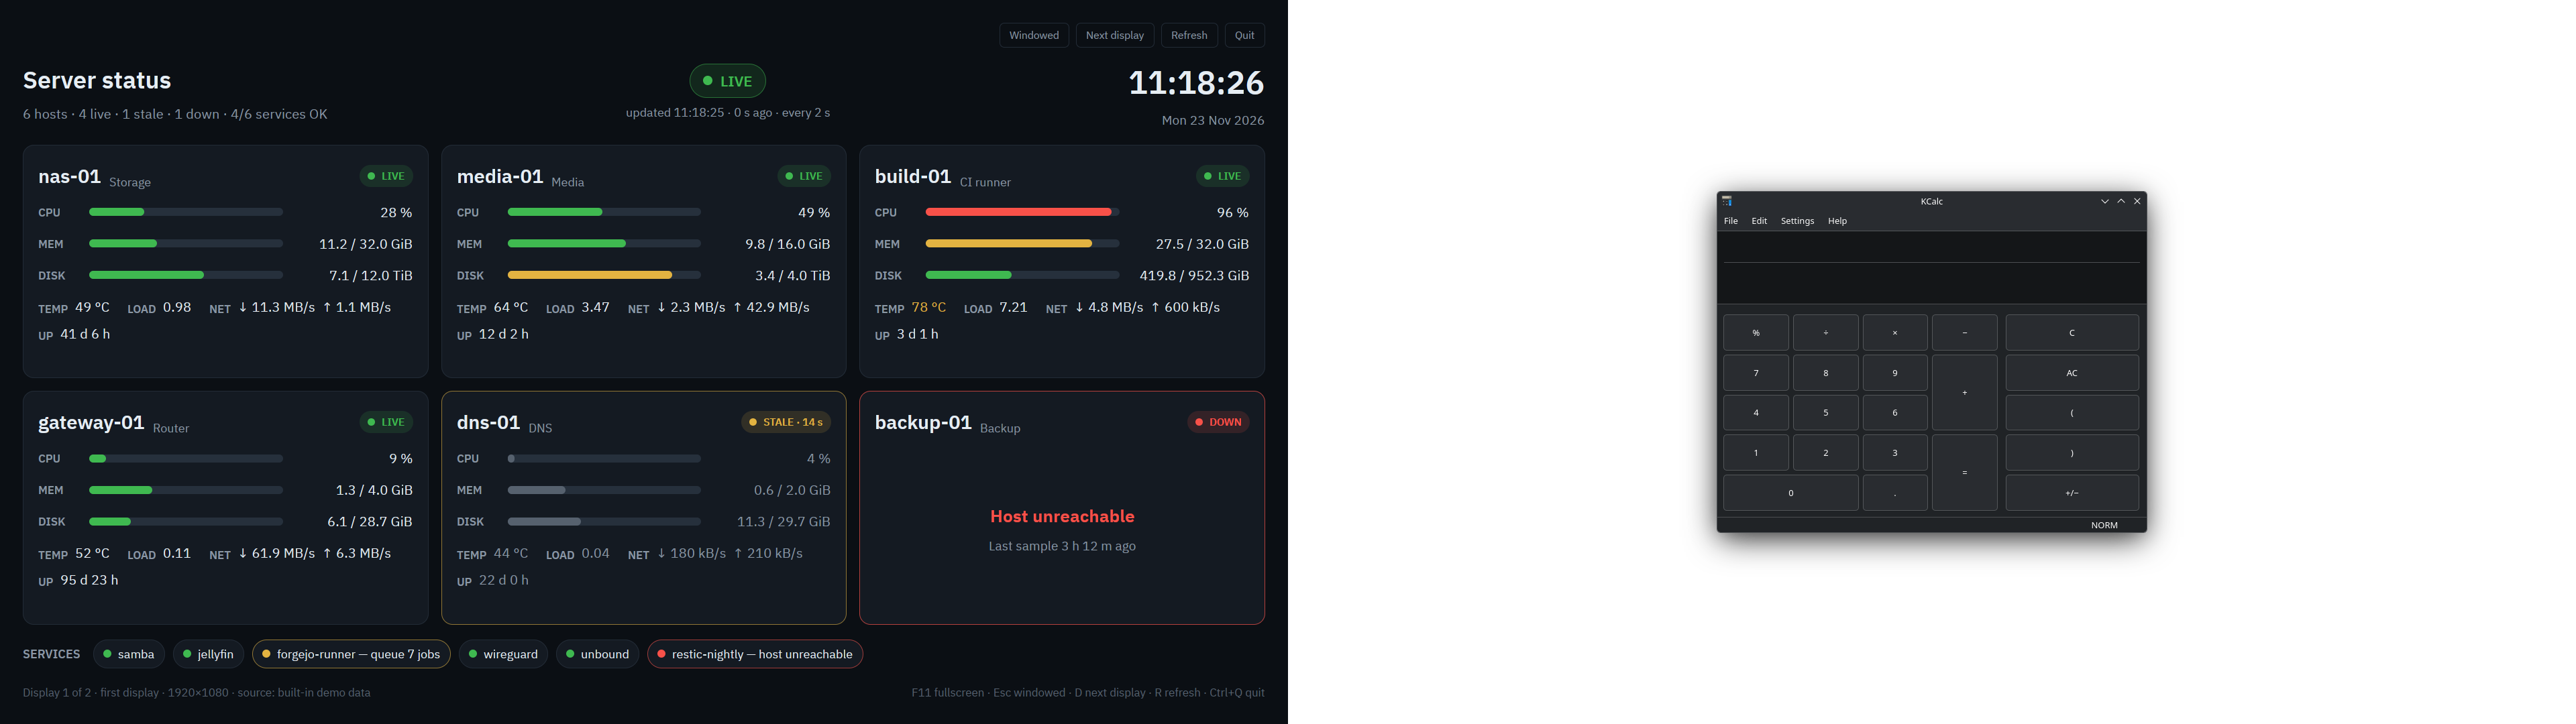 Windowed Next display Refresh Quit
Server status
LIVE
11:18:26
6 hosts · 4 live · 1 stale · 1 down · 4/6 services OK
updated 11:18:25 · 0 s ago · every 2 s
Mon 23 Nov 2026
nas-01 Storage LIVE
CPU 28 %
MEM 11.2 / 32.0 GiB
DISK 7.1 / 12.0 TiB
TEMP 49 °C LOAD 0.98 NET ↓ 11.3 MB/s ↑ 1.1 MB/s
UP 41 d 6 h
media-01 Media LIVE
CPU 49 %
MEM 9.8 / 16.0 GiB
DISK 3.4 / 4.0 TiB
TEMP 64 °C LOAD 3.47 NET ↓ 2.3 MB/s ↑ 42.9 MB/s
UP 12 d 2 h
build-01 CI runner LIVE
CPU 96 %
MEM 27.5 / 32.0 GiB
DISK 419.8 / 952.3 GiB
TEMP 78 °C LOAD 7.21 NET ↓ 4.8 MB/s ↑ 600 kB/s
UP 3 d 1 h
gateway-01 Router LIVE
CPU 9 %
MEM 1.3 / 4.0 GiB
DISK 6.1 / 28.7 GiB
TEMP 52 °C LOAD 0.11 NET ↓ 61.9 MB/s ↑ 6.3 MB/s
UP 95 d 23 h
dns-01 DNS STALE · 14 s
CPU 4 %
MEM 0.6 / 2.0 GiB
DISK 11.3 / 29.7 GiB
TEMP 44 °C LOAD 0.04 NET ↓ 180 kB/s ↑ 210 kB/s
UP 22 d 0 h
backup-01 Backup DOWN
Host unreachable
Last sample 3 h 12 m ago
SERVICES samba jellyfin forgejo-runner — queue 7 jobs wireguard unbound restic-nightly — host unreachable
Display 1 of 2 · first display · 1920×1080 · source: built-in demo data
F11 fullscreen · Esc windowed · D next display · R refresh · Ctrl+Q quit
KCalc
File Edit Settings Help
% ÷ × − C
7 8 9 + AC
4 5 6 (
1 2 3 = )
0 . +/−
NORM